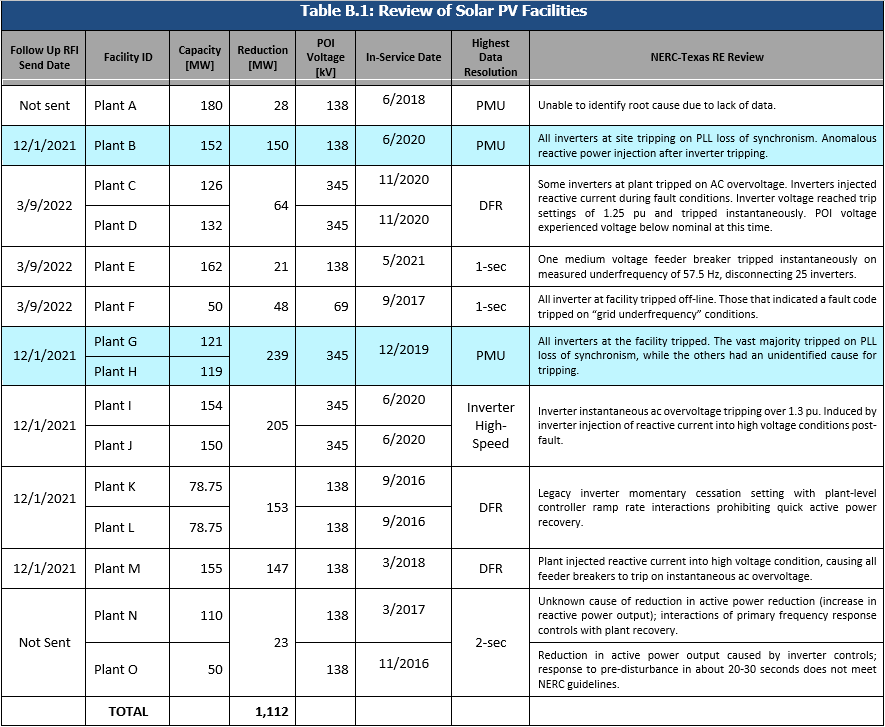 Table B.1: Review of Solar PV Facilities
Follow Up RFI
Send Date
Facility ID
Capacity
[MW]
Reduction
[MW]
POI
Voltage
[kV]
In-Service Date
Highest
Data
Resolution
NERC-Texas RE Review
Not sent
Plant A
180
28
138
6/2018
PMU
Unable to identify root cause due to lack of data.
12/1/2021
Plant B
152
150
138
6/2020
PMU
All inverters at site tripping on PLL loss of synchronism. Anomalous
reactive power injection after inverter tripping.
3/9/2022
Plant C
126
64
345
11/2020
DFR
Some inverters at plant tripped on AC overvoltage. Inverters injected
reactive current during fault conditions. Inverter voltage reached trip
settings of 1.25 pu and tripped instantaneously. POI voltage
experienced voltage below nominal at this time.
Plant D
132
345
11/2020
3/9/2022
Plant E
162
21
138
5/2021
1-sec
One medium voltage feeder breaker tripped instantaneously on
measured underfrequency of 57.5 Hz, disconnecting 25 inverters.
3/9/2022
Plant F
50
48
69
9/2017
1-sec
All inverter at facility tripped off-line. Those that indicated a fault code
tripped on “grid underfrequency” conditions.
12/1/2021
Plant G
121
239
345
12/2019
PMU
All inverters at the facility tripped. The vast majority tripped on PLL
loss of synchronism, while the others had an unidentified cause for
tripping.
Plant H
119
12/1/2021
Plant I
154
205
345
6/2020
Inverter
High-
Speed
Inverter instantaneous ac overvoltage tripping over 1.3 pu. Induced by
inverter injection of reactive current into high voltage conditions post-
fault.
Plant J
150
345
6/2020
12/1/2021
Plant K
78.75
153
138
9/2016
DFR
Legacy inverter momentary cessation setting with plant-level
controller ramp rate interactions prohibiting quick active power
recovery.
Plant L
78.75
138
9/2016
12/1/2021
Plant M
155
147
138
3/2018
DFR
Plant injected reactive current into high voltage condition, causing all
feeder breakers to trip on instantaneous ac overvoltage.
Not Sent
Plant N
110
23
138
3/2017
2-sec
Unknown cause of reduction in active power reduction (increase in
reactive power output); interactions of primary frequency response
controls with plant recovery.
Plant O
50
138
11/2016
Reduction in active power output caused by inverter controls;
response to pre-disturbance in about 20-30 seconds does not meet
NERC guidelines.
TOTAL
1,112